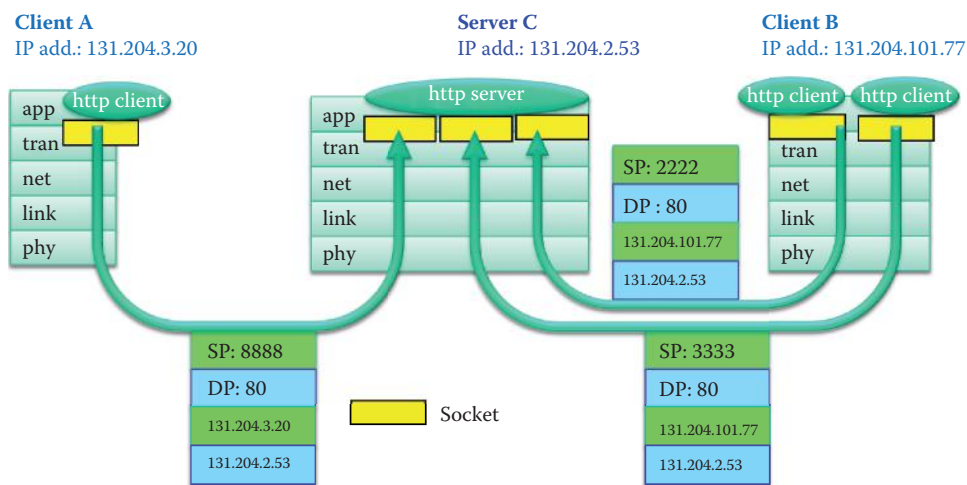 Client A
IP add.: 131.204.3.20
Server C
IP add.: 131.204.2.53
Client B
IP add.: 131.204.101.77
http client
app
tran
net
link
phy
http server
app
tran
net
link
phy
http client
http client
tran
net
link
phy
SP: 2222
DP : 80
131.204.101.77
131.204.2.53
SP: 8888
DP: 80
131.204.3.20
131.204.2.53
Socket
SP: 3333
DP: 80
131.204.101.77
131.204.2.53